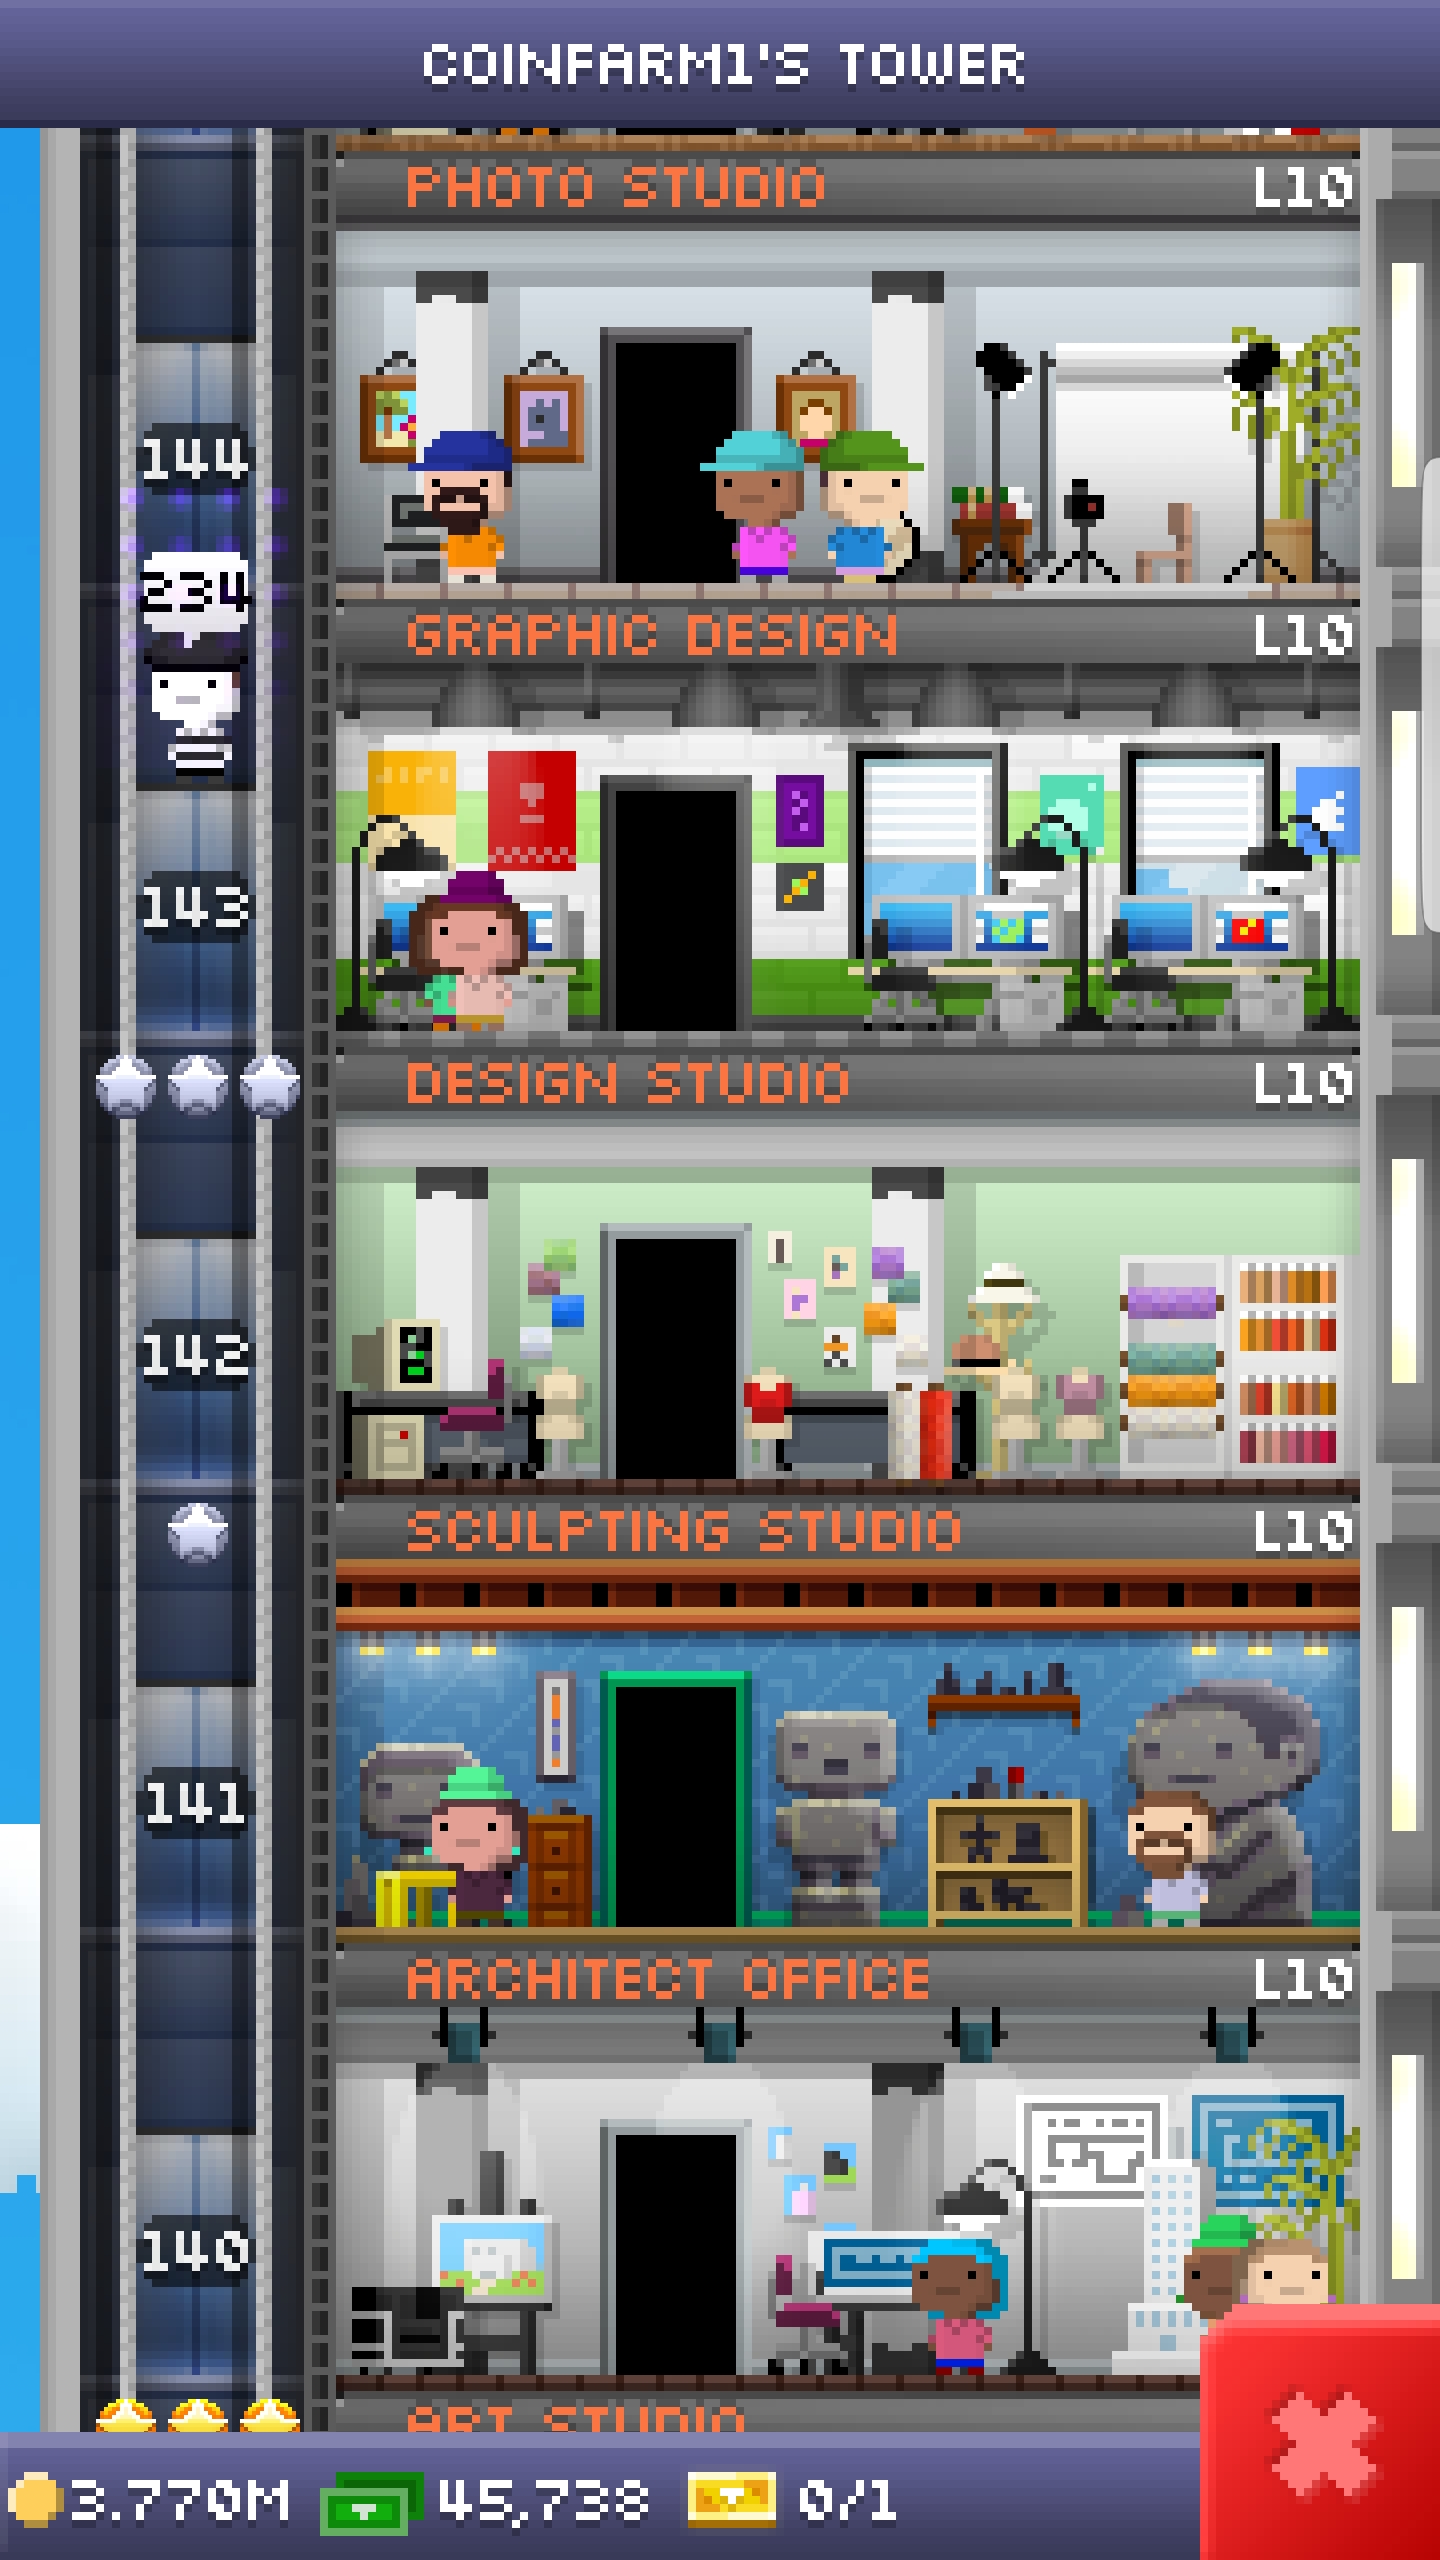 COINFARM1'S TOWER
PHOTO STUDIO L10
144
234
GRAPHIC DESIGN L10
143
DESIGN STUDIO L10
142
SCULPTING STUDIO L10
141
ARCHITECT OFFICE L10
140
ART STUDIO
3.770M 45,738 0/1